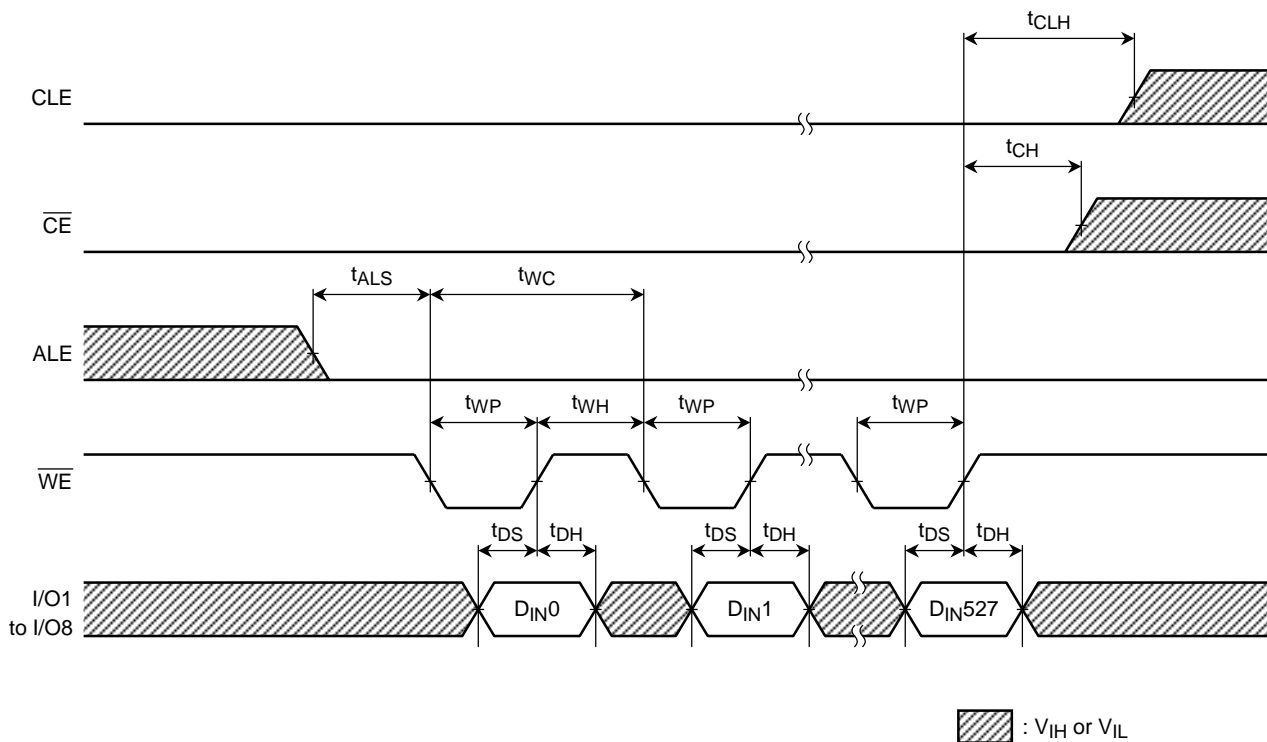 tCLH
CLE
tCH
CE
tALS
tWC
ALE
tWP
tWH
tWP
tWP
WE
tDS
tDH
tDS
tDH
tDS
tDH
I/O1
to I/O8
DIN0
DIN1
DIN527
: VIH or VIL